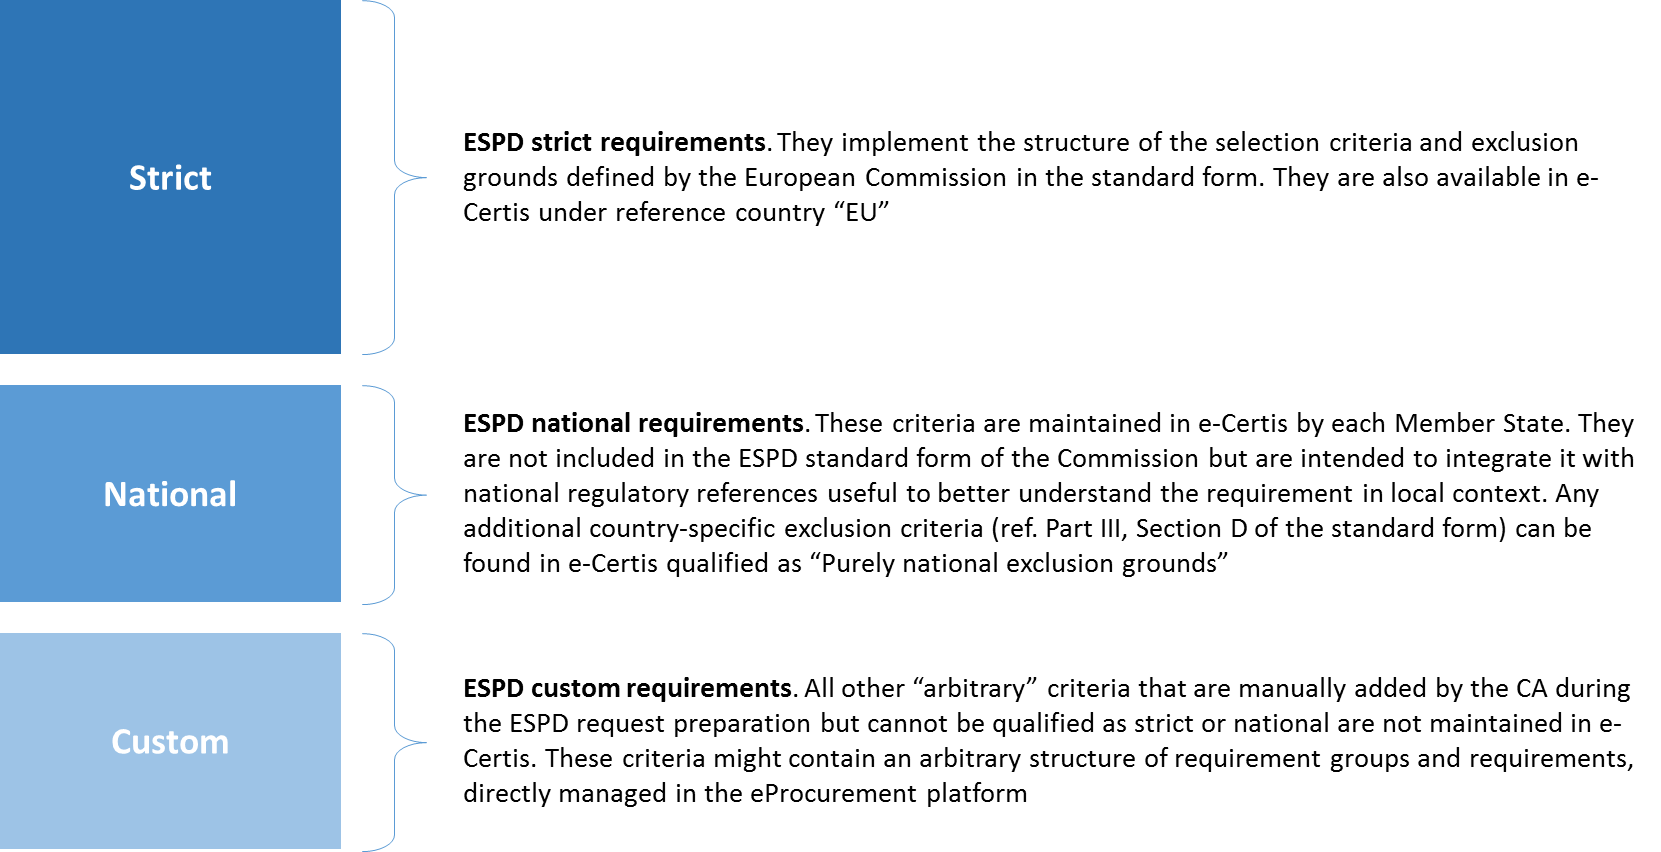 Strict
ESPD strict requirements. They implement the structure of the selection criteria and exclusion
grounds defined by the European Commission in the standard form. They are also available in e-
Certis under reference country “EU”
National
ESPD national requirements. These criteria are maintained in e-Certis by each Member State. They
are not included in the ESPD standard form of the Commission but are intended to integrate it with
national regulatory references useful to better understand the requirement in local context. Any
additional country-specific exclusion criteria (ref. Part III, Section D of the standard form) can be
found in e-Certis qualified as “Purely national exclusion grounds”
Custom
ESPD custom requirements. All other “arbitrary” criteria that are manually added by the CA during
the ESPD request preparation but cannot be qualified as strict or national are not maintained in e-
Certis. These criteria might contain an arbitrary structure of requirement groups and requirements,
directly managed in the eProcurement platform